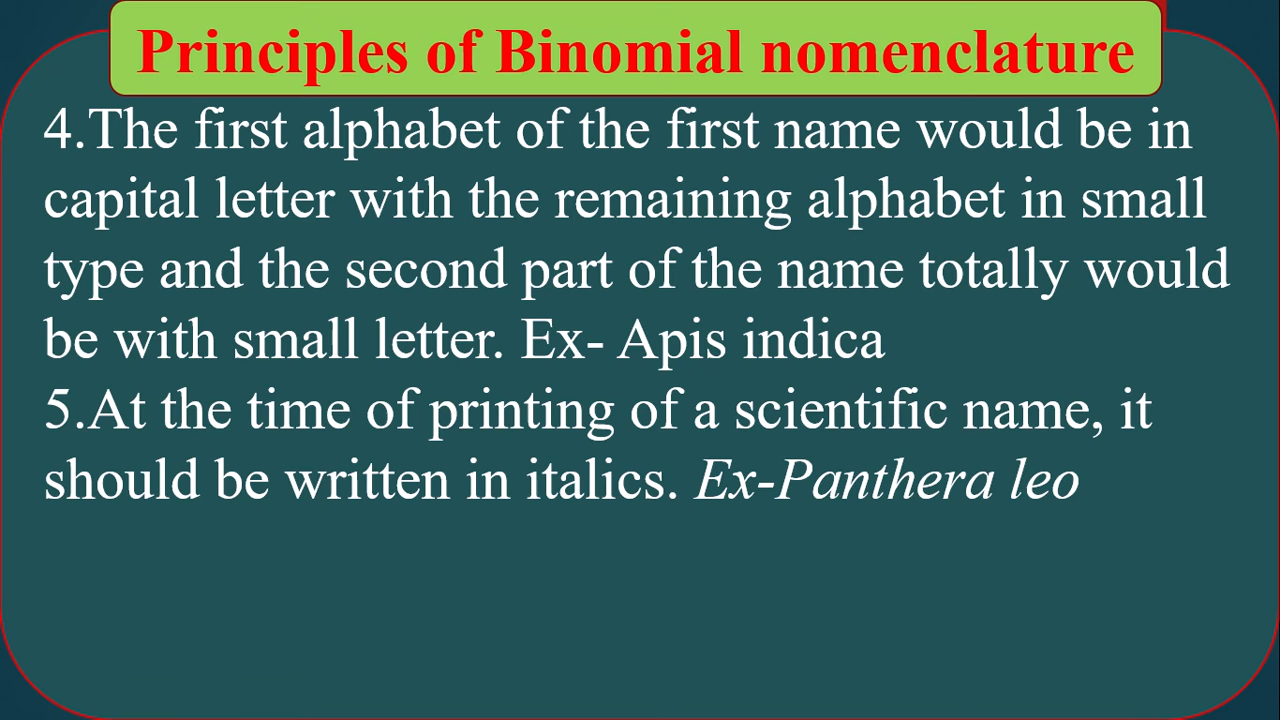 Principles of Binomial nomenclature
4.The first alphabet of the first name would be in
capital letter with the remaining alphabet in small
type and the second part of the name totally would
be with small letter. Ex- Apis indica
5.At the time of printing of a scientific name, it
should be written in italics. Ex-Panthera leo